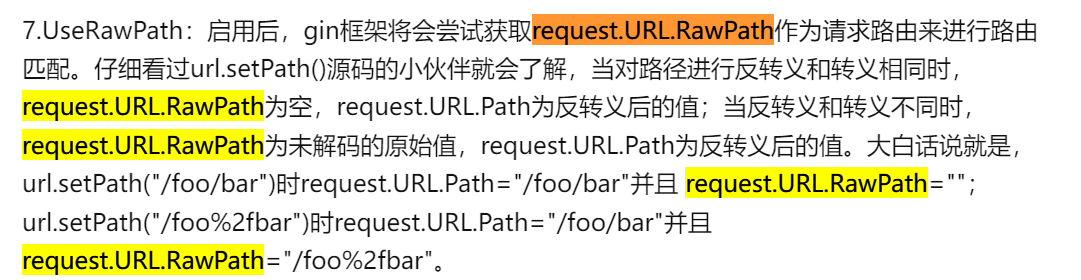 7.UseRawPath：启用后，gin框架将会尝试获取request.URL.RawPath作为请求路由来进行路由
匹配。仔细看过url.setPath()源码的小伙伴就会了解，当对路径进行反转义和转义相同时，
request.URL.RawPath为空，request.URL.Path为反转义后的值；当反转义和转义不同时，
request.URL.RawPath为未解码的原始值，request.URL.Path为反转义后的值。大白话说就是，
url.setPath("/foo/bar")时request.URL.Path="/foo/bar"并且 request.URL.RawPath=""；
url.setPath("/foo%2fbar")时request.URL.Path="/foo/bar"并且
request.URL.RawPath="/foo%2fbar"。